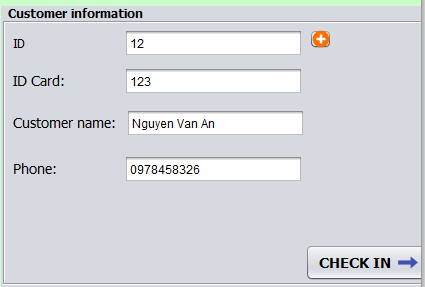 Customer information
ID 12
ID Card: 123
Customer name: Nguyen Van An
Phone: 0978458326
CHECK IN